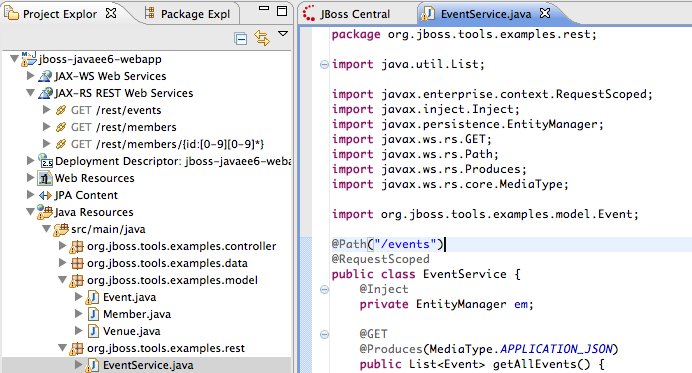 Project Explor
Package Expl
jboss-javaee6-webapp
JAX-WS Web Services
JAX-RS REST Web Services
GET /rest/events
GET /rest/members
GET /rest/members/{id:[0-9][0-9]*}
Deployment Descriptor: jboss-javaee6-weba
Web Resources
JPA Content
Java Resources
src/main/java
org.jboss.tools.examples.controller
org.jboss.tools.examples.data
org.jboss.tools.examples.model
Event.java
Member.java
Venue.java
org.jboss.tools.examples.rest
EventService.java
JBoss Central
EventService.java
package org.jboss.tools.examples.rest;
import java.util.List;
import javax.enterprise.context.RequestScoped;
import javax.inject.Inject;
import javax.persistence.EntityManager;
import javax.ws.rs.GET;
import javax.ws.rs.Path;
import javax.ws.rs.Produces;
import javax.ws.rs.core.MediaType;
import org.jboss.tools.examples.model.Event;
@Path("/events")
@RequestScoped
public class EventService {
@Inject
private EntityManager em;
@GET
@Produces(MediaType.APPLICATION_JSON)
public List<Event> getAllEvents() {